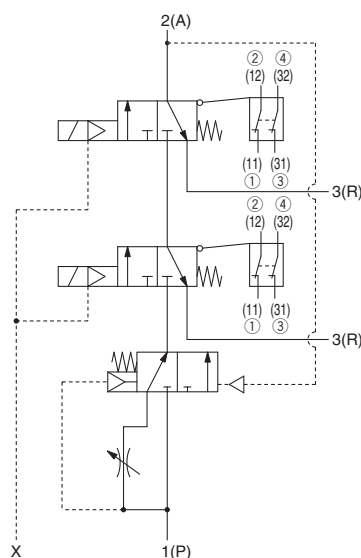 2(A)
② ④
(12) (32)
(11) (31)
① ③
3(R)
② ④
(12) (32)
(11) (31)
① ③
3(R)
X
1(P)